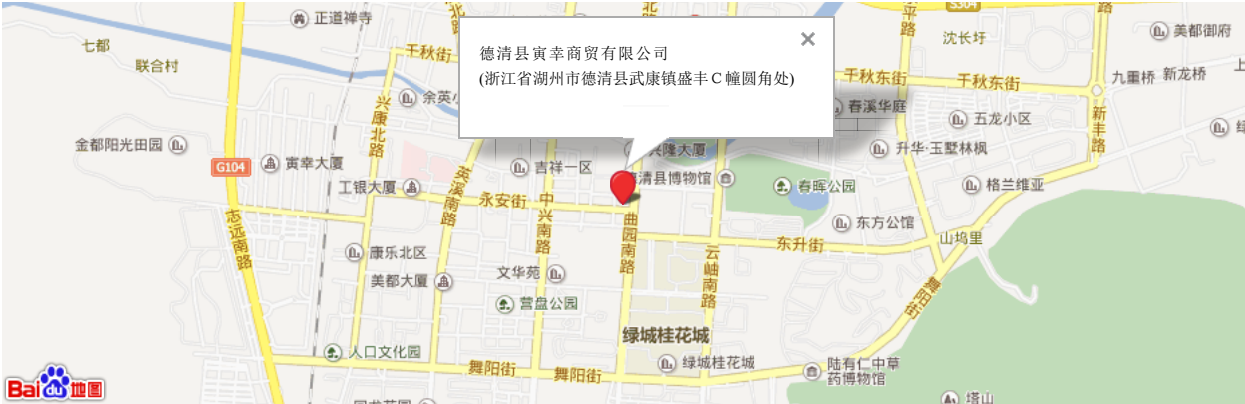 正道禅寺
S304
七都
联合村
千秋街
德清县寅幸商贸有限公司
(浙江省湖州市德清县武康镇盛丰C幢圆角处)
×
沈长圩
美都御府
千秋东街
千秋东街
九重桥
新龙桥
兴康北路
余英
春溪华庭
五龙小区
新丰路
金都阳光田园
寅幸大厦
G104
吉祥一区
兴隆大厦
升华·玉墅林枫
工银大厦
英溪南路
永安街
中兴南路
清县博物馆
春晖公园
格兰维亚
志远南路
曲园南路
东方公馆
东升街
山坞里
康乐北区
美都大厦
文华苑
云岫南路
营盘公园
舞阳街
绿城桂花城
人口文化园
舞阳街
舞阳街
绿城桂花城
陆有仁中草
药博物馆
Bai du 地图
塔山